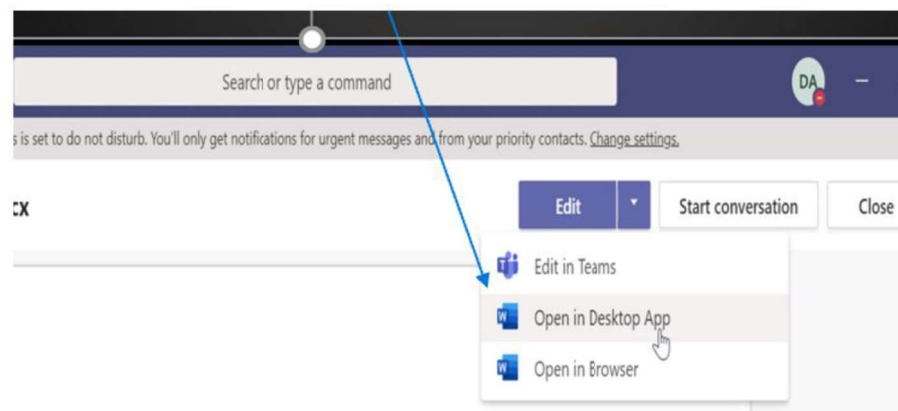 Search or type a command
DA
s is set to do not disturb. You'll only get notifications for urgent messages and from your priority contacts. Change settings.
cx
Edit
Start conversation
Close
Edit in Teams
Open in Desktop App
Open in Browser